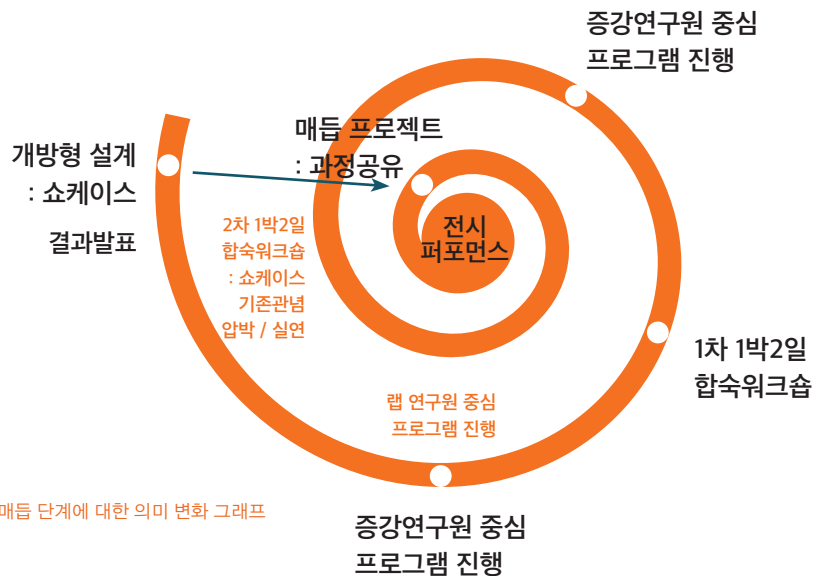 증강연구원 중심
프로그램 진행
매듭 프로젝트
: 과정공유
개방형 설계
: 쇼케이스
결과발표
2차 1박2일
합숙워크숍
: 쇼케이스
기존관념
압박 / 실연
전시
퍼포먼스
1차 1박2일
합숙워크숍
랩 연구원 중심
프로그램 진행
매듭 단계에 대한 의미 변화 그래프
증강연구원 중심
프로그램 진행